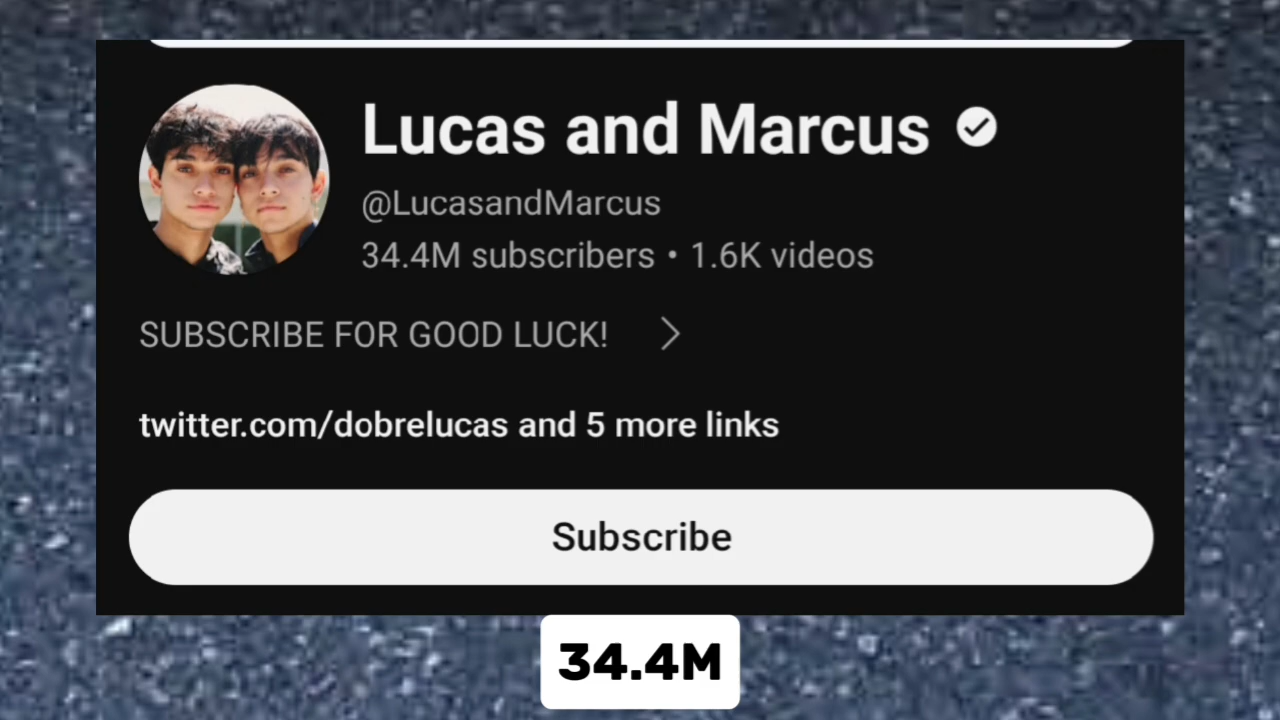 Lucas and Marcus
@LucasandMarcus
34.4M subscribers • 1.6K videos
SUBSCRIBE FOR GOOD LUCK!
twitter.com/dobrelucas and 5 more links
Subscribe
34.4M